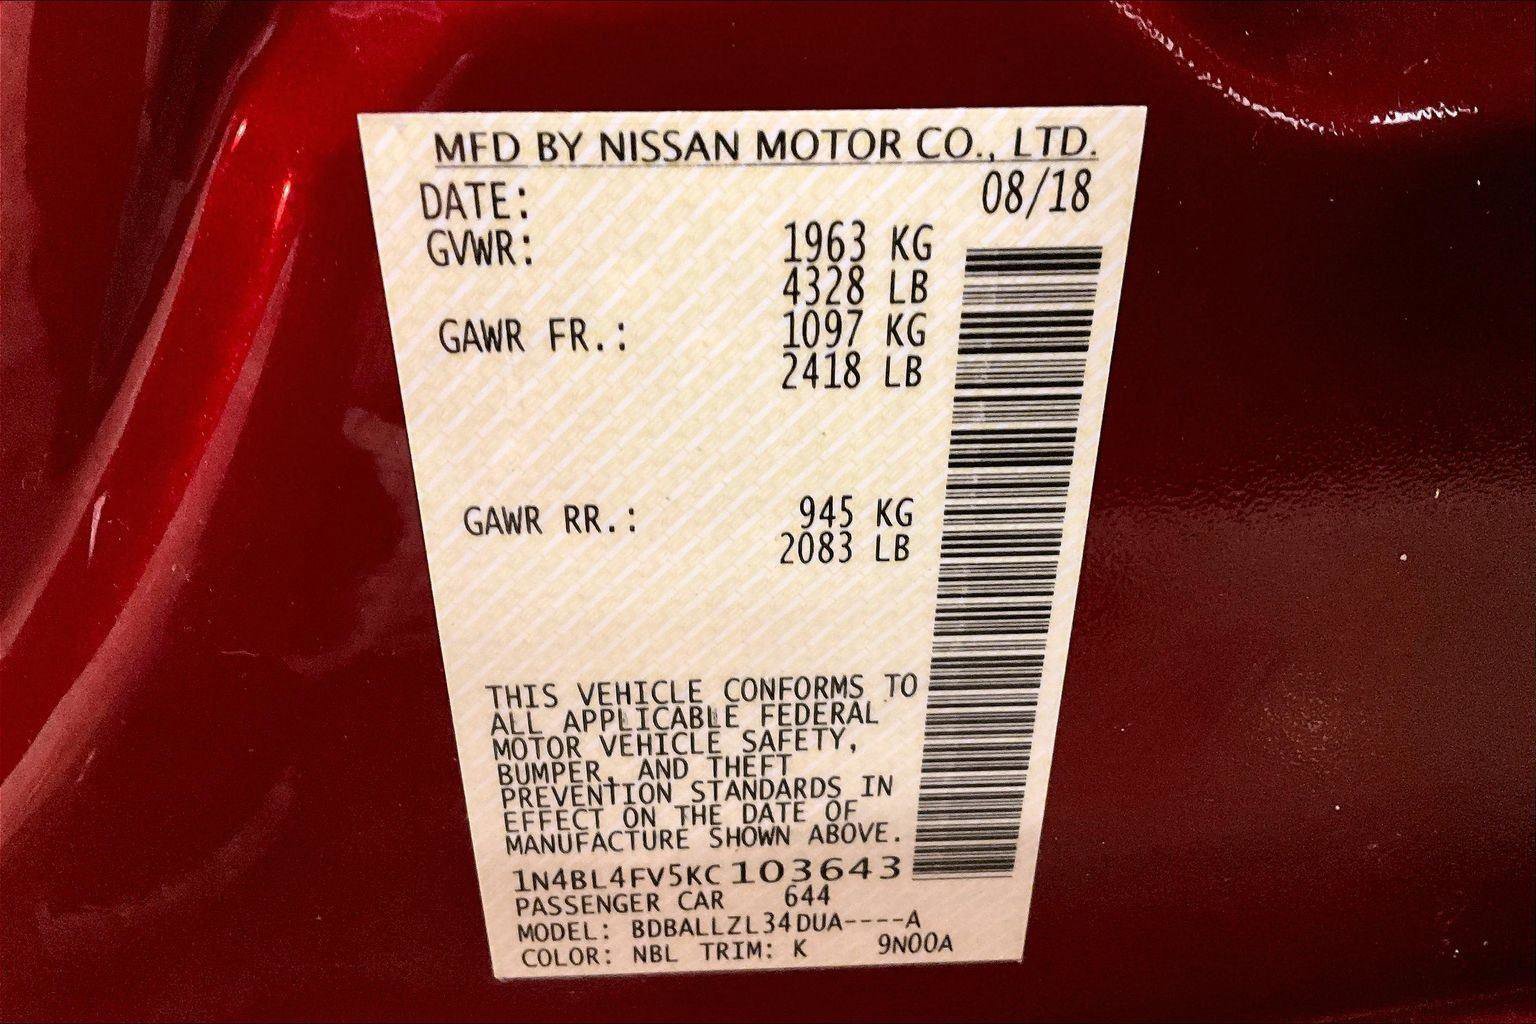 MFD BY NISSAN MOTOR CO., LTD.
DATE: 08/18
GVWR: 1963 KG
4328 LB
GAWR FR.: 1097 KG
2418 LB
GAWR RR.: 945 KG
2083 LB
THIS VEHICLE CONFORMS TO
ALL APPLICABLE FEDERAL
MOTOR VEHICLE SAFETY,
BUMPER, AND THEFT
PREVENTION STANDARDS IN
EFFECT ON THE DATE OF
MANUFACTURE SHOWN ABOVE.
1N4BL4FV5KC103643
PASSENGER CAR 644
MODEL: BDBALLZL34DUA----A
COLOR: NBL TRIM: K 9N00A